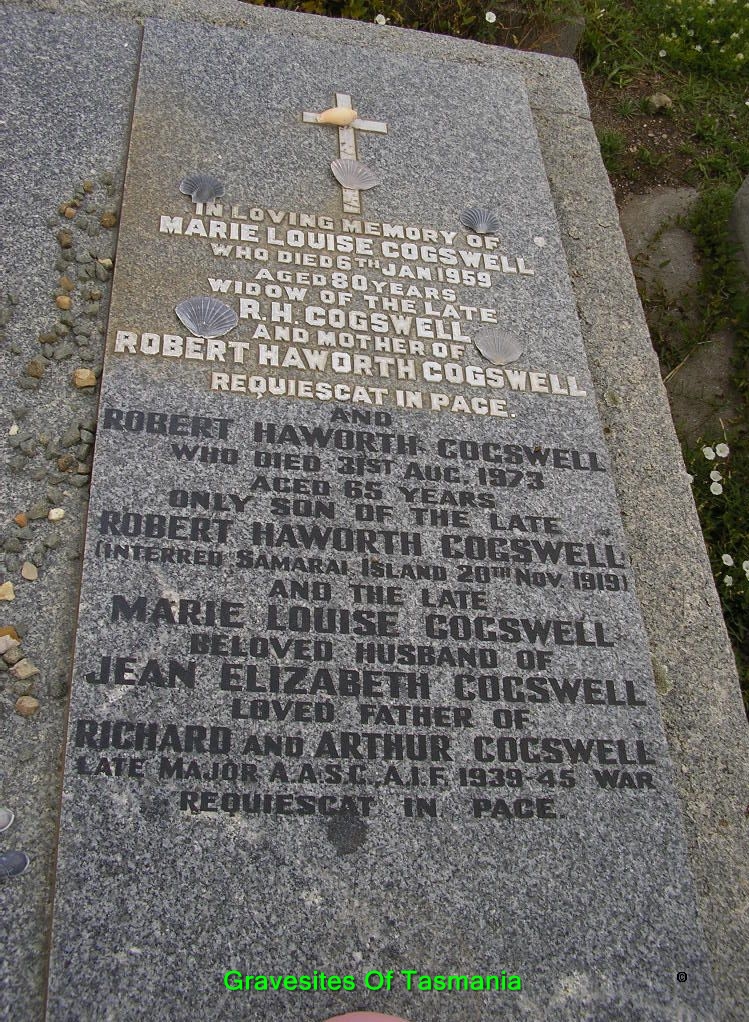 IN LOVING MEMORY OF
MARIE LOUISE COGSWELL
WHO DIED 6TH JAN 1959
AGED 80 YEARS
WIDOW OF THE LATE
R.H. COGSWELL
AND MOTHER OF
ROBERT HAWORTH COGSWELL
REQUIESCAT IN PACE.
AND
ROBERT HAWORTH COGSWELL
WHO DIED 31ST AUG. 1973
AGED 65 YEARS
ONLY SON OF THE LATE
ROBERT HAWORTH COGSWELL
(INTERRED SAMARAI ISLAND 20TH NOV. 1919)
AND THE LATE
MARIE LOUISE COGSWELL
BELOVED HUSBAND OF
JEAN ELIZABETH COGSWELL
LOVED FATHER OF
RICHARD AND ARTHUR COGSWELL
LATE MAJOR A.A.S.C., A.I.F. 1939-45 WAR
REQUIESCAT IN PACE.
Gravesites Of Tasmania
©